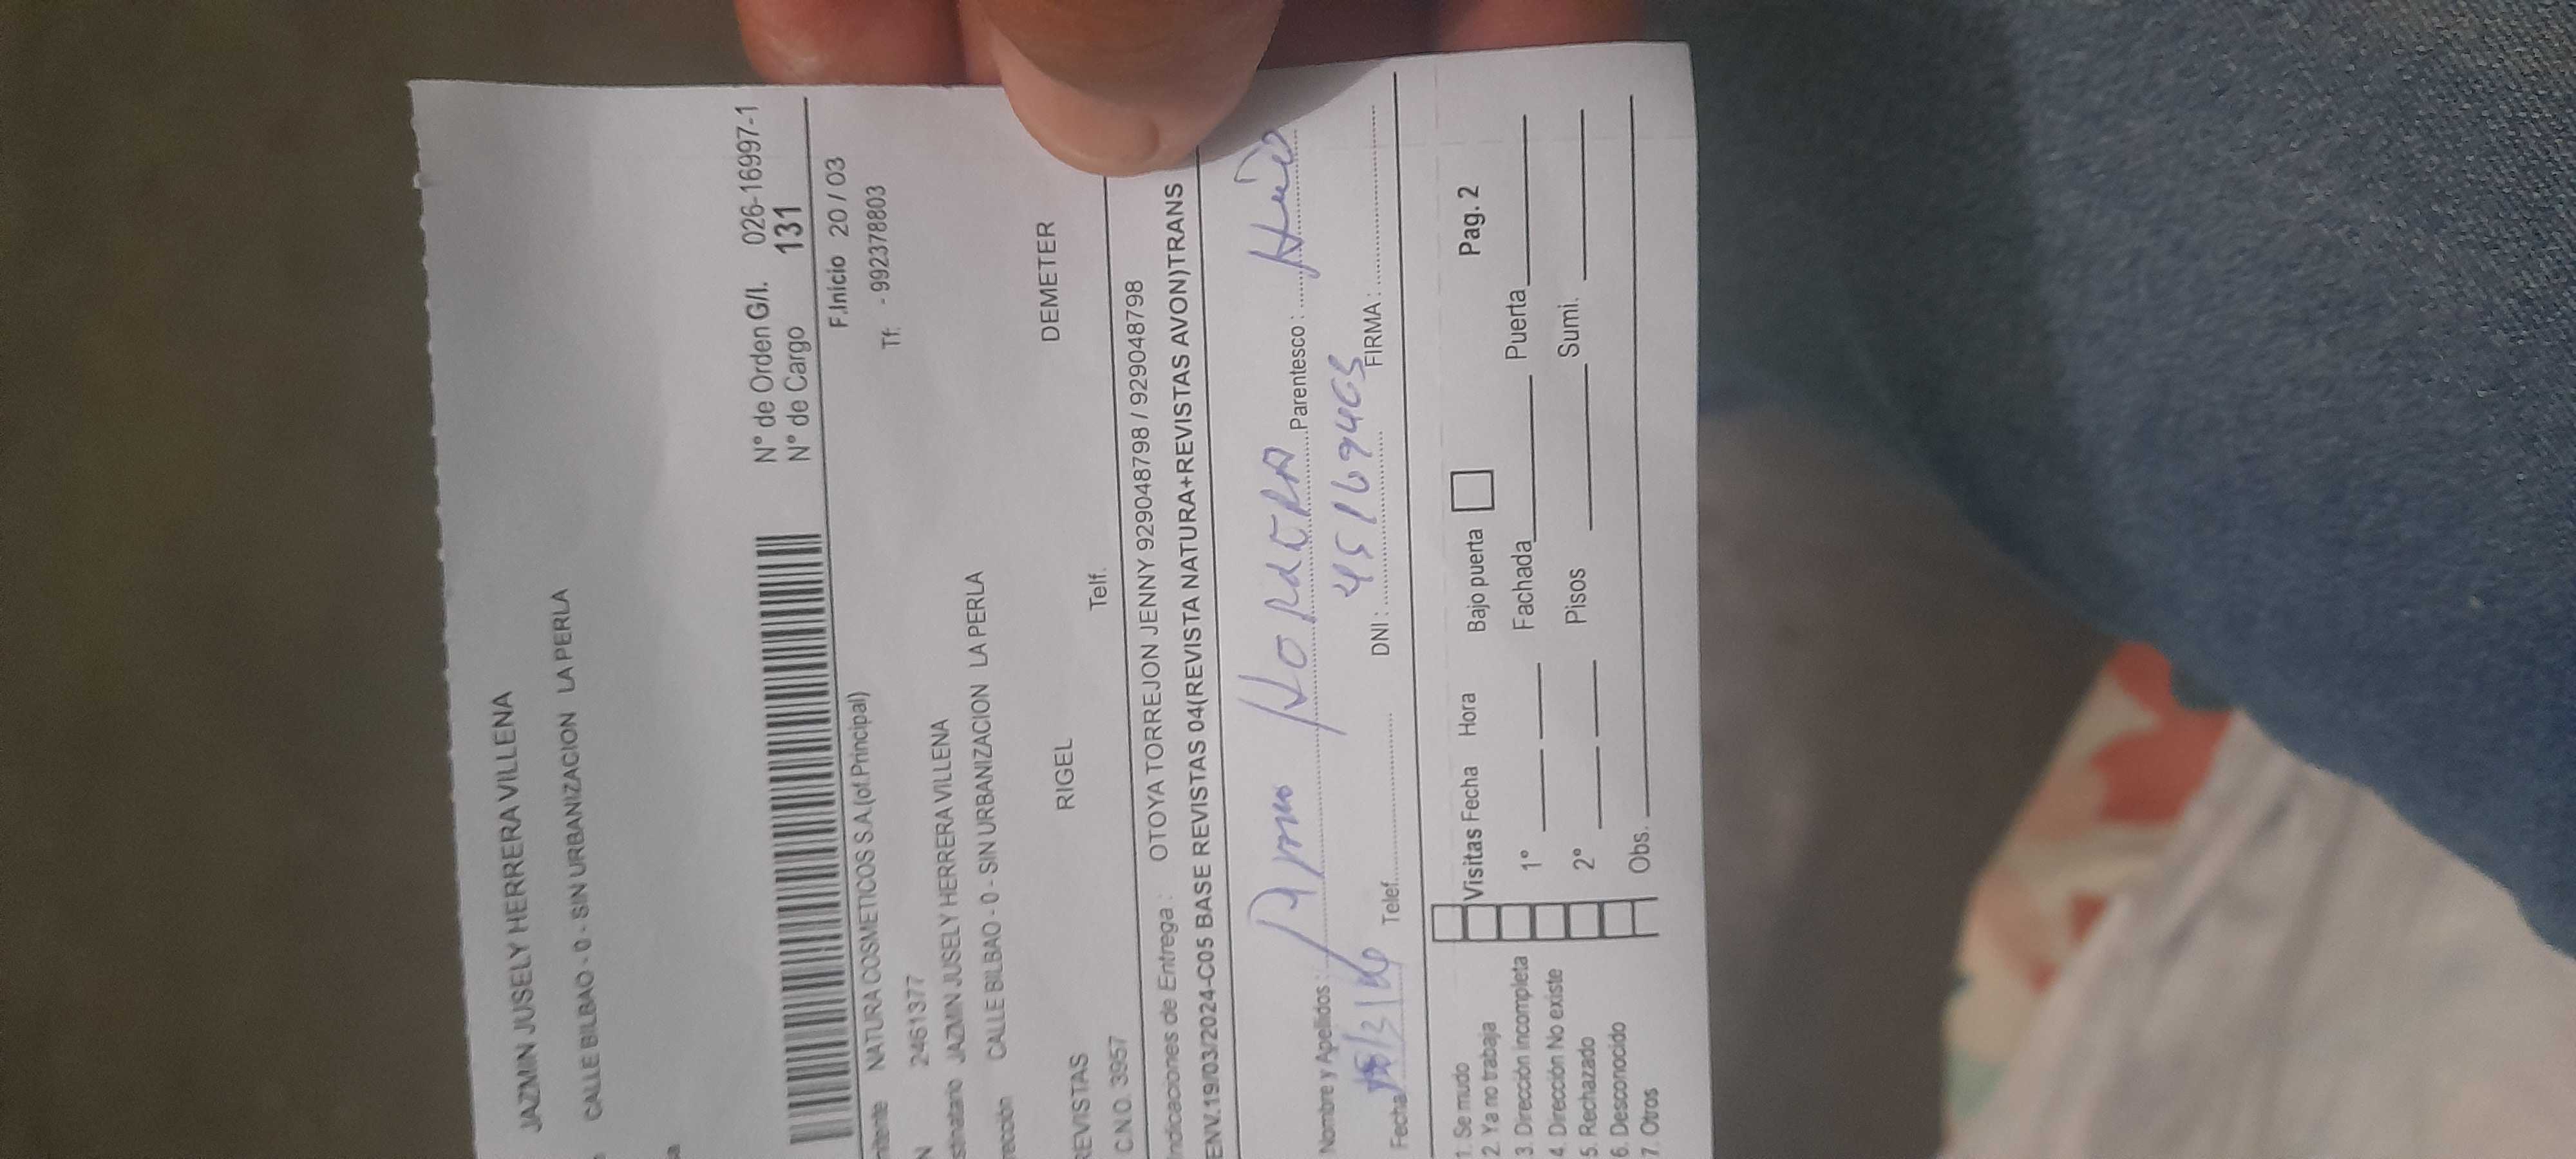 JAZMIN JUSELY HERRERA VILLENA
CALLE BILBAO - 0 - SIN URBANIZACION LA PERLA
N° de Orden G/I. 026-16997-1
N° de Cargo 131
F.Inicio 20 / 03
NATURA COSMETICOS S.A.(of.Principal)
Tf: - 992378803
2461377
JAZMIN JUSELY HERRERA VILLENA
CALLE BILBAO - 0 - SIN URBANIZACION LA PERLA
RIGEL DEMETER
REVISTAS
C.N.O. 3957 Telf.
Indicaciones de Entrega : OTOYA TORREJON JENNY 929048798 / 929048798
ENV.19/03/2024-C05 BASE REVISTAS 04(REVISTA NATURA+REVISTAS AVON)TRANS
Nombre y Apellidos : Parentesco :
Fecha Telef. DNI : 45169463 FIRMA :
1. Se mudo
2. Ya no trabaja
3. Dirección incompleta
4. Dirección No existe
5. Rechazado
6. Desconocido
7. Otros
Visitas Fecha Hora Bajo puerta Pag. 2
1° Fachada Puerta
2° Pisos Sumi.
Obs.